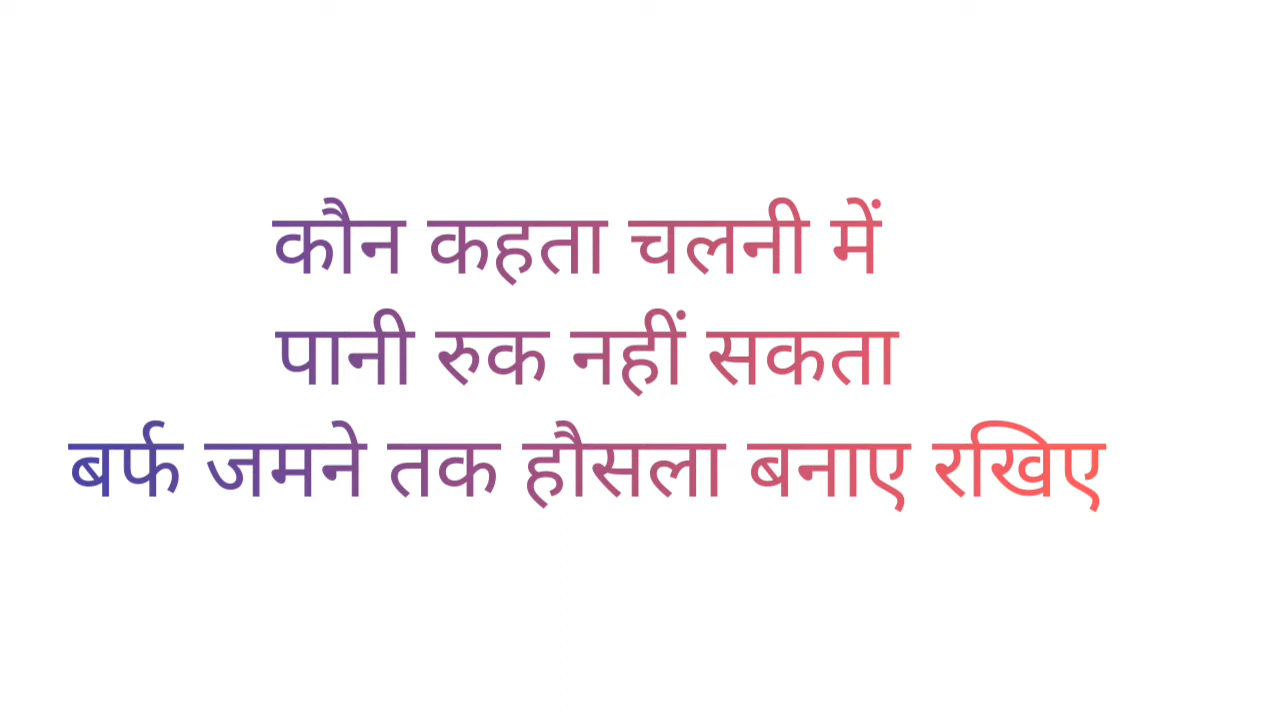 कौन कहता चलनी में
पानी रुक नहीं सकता
बर्फ जमने तक हौसला बनाए रखिए